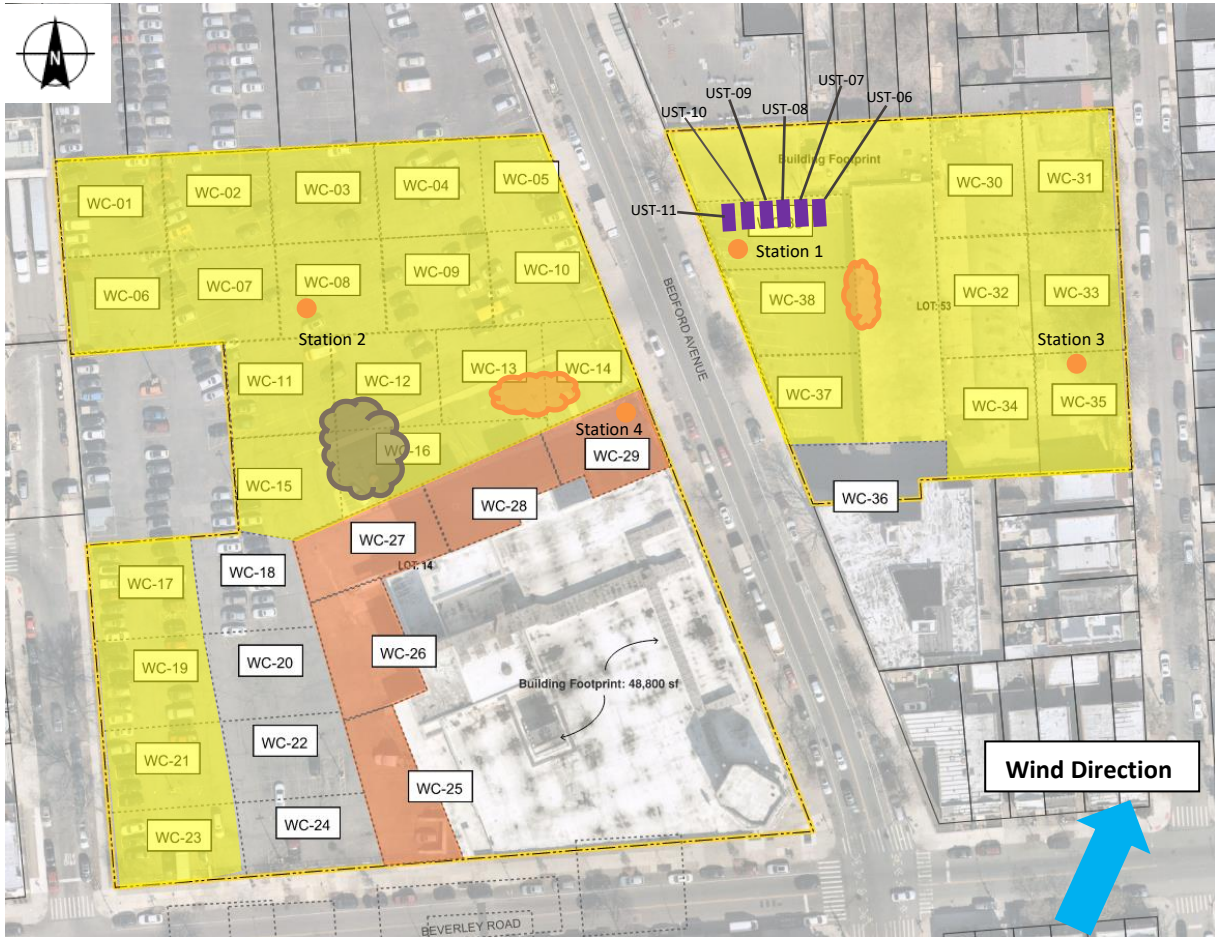 N
UST-07
UST-09
UST-08
UST-06
UST-10
Building Footprint
WC-05
WC-04
WC-03
WC-02
WC-01
WC-30
WC-31
UST-11
Station 1
WC-10
WC-09
WC-08
WC-07
WC-06
BEDFORD AVENUE
WC-38
WC-32
WC-33
LOT: 53
Station 2
Station 3
WC-11
WC-12
WC-13
WC-14
WC-37
WC-34
WC-35
Station 4
WC-16
WC-29
WC-15
WC-36
WC-28
WC-27
LOT: 14
WC-18
WC-17
WC-20
WC-26
WC-19
Building Footprint: 48,800 sf
WC-22
WC-21
Wind Direction
WC-25
WC-24
WC-23
BEVERLEY ROAD